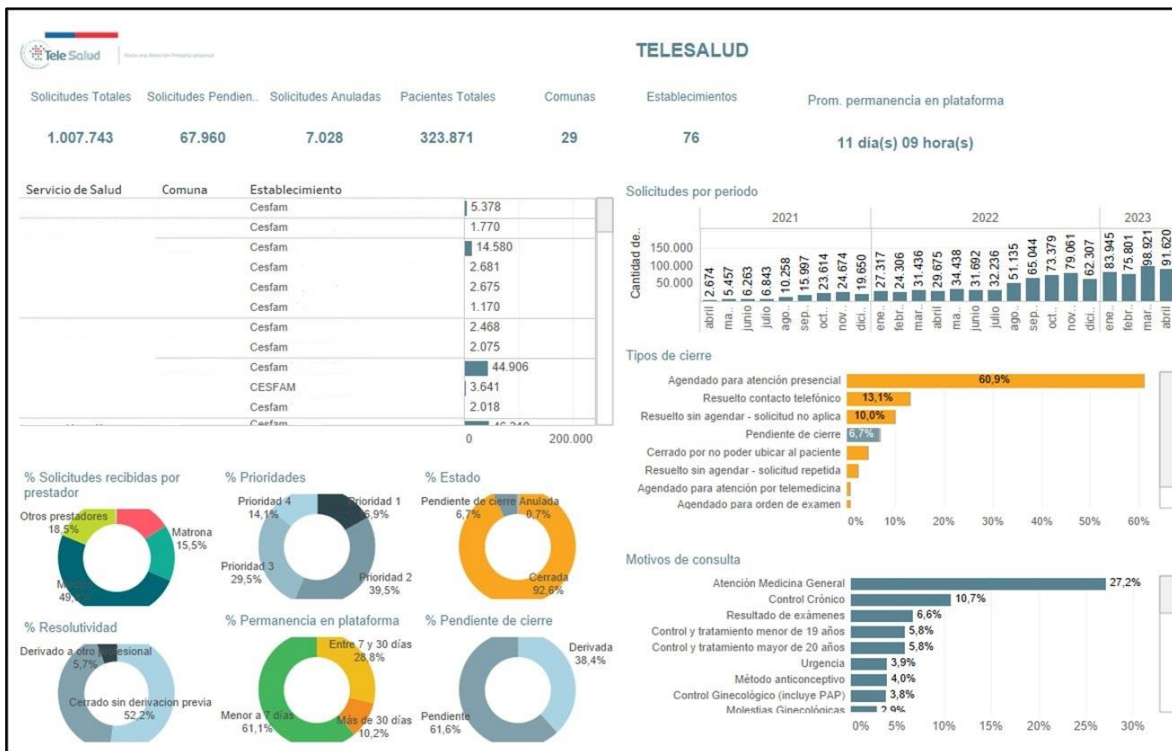 Tele Salud
TELESALUD
Solicitudes Totales
Solicitudes Pendien..
Solicitudes Anuladas
Pacientes Totales
Comunas
Establecimientos
Prom. permanencia en plataforma
1.007.743
67.960
7.028
323.871
29
76
11 día(s) 09 hora(s)
Servicio de Salud
Comuna
Establecimiento
Cesfam 5.378
Cesfam 1.770
Cesfam 14.580
Cesfam 2.681
Cesfam 2.675
Cesfam 1.170
Cesfam 2.468
Cesfam 2.075
Cesfam 44.906
CESFAM 3.641
Cesfam 2.018
Cesfam
0 200.000
Solicitudes por periodo
2021 2022 2023
Cantidad de..
150.000
100.000
50.000
2.674 5.457 6.263 6.843 10.258 15.997 23.614 24.674 19.650 27.317 24.306 31.436 29.675 34.438 31.692 32.236 51.135 65.044 73.379 79.061 62.307 83.945 75.801 98.921 91.620
abril ma.. junio julio ago.. sep.. oct.. nov.. dici.. ene.. febr.. mar.. abril ma.. junio julio ago.. sep.. oct.. nov.. dici.. ene.. febr.. mar.. abril
Tipos de cierre
Agendado para atención presencial 60,9%
Resuelto contacto telefónico 13,1%
Resuelto sin agendar - solicitud no aplica 10,0%
Pendiente de cierre 6,7%
Cerrado por no poder ubicar al paciente
Resuelto sin agendar - solicitud repetida
Agendado para atención por telemedicina
Agendado para orden de examen
0% 10% 20% 30% 40% 50% 60%
% Solicitudes recibidas por
prestador
Otros prestadores
18,5%
Matrona
15,5%
% Prioridades
Prioridad 4
14,1%
Prioridad 1
Prioridad 3
29,5%
Prioridad 2
39,5%
% Estado
Pendiente de cierre
6,7%
Anulada
0,7%
Cerrada
92,6%
% Resolutividad
Derivado a otro profesional
5,7%
Cerrado sin derivacion previa
52,2%
% Permanencia en plataforma
Entre 7 y 30 días
28,8%
Menor a 7 días
61,1%
Más de 30 días
10,2%
% Pendiente de cierre
Derivada
38,4%
Pendiente
61,6%
Motivos de consulta
Atención Medicina General 27,2%
Control Crónico 10,7%
Resultado de exámenes 6,6%
Control y tratamiento menor de 19 años 5,8%
Control y tratamiento mayor de 20 años 5,8%
Urgencia 3,9%
Método anticonceptivo 4,0%
Control Ginecológico (incluye PAP) 3,8%
Molestias Ginecológicas 2,9%
0% 5% 10% 15% 20% 25% 30%